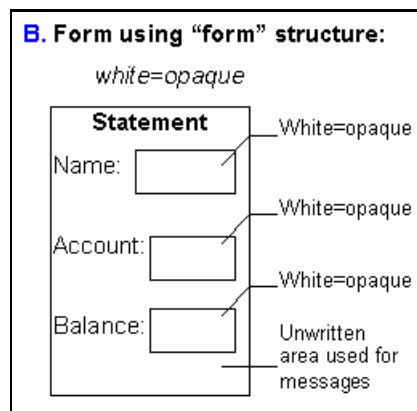 B. Form using “form” structure:
white=opaque
Statement
White=opaque
Name:
White=opaque
Account:
White=opaque
Balance:
Unwritten
area used for
messages